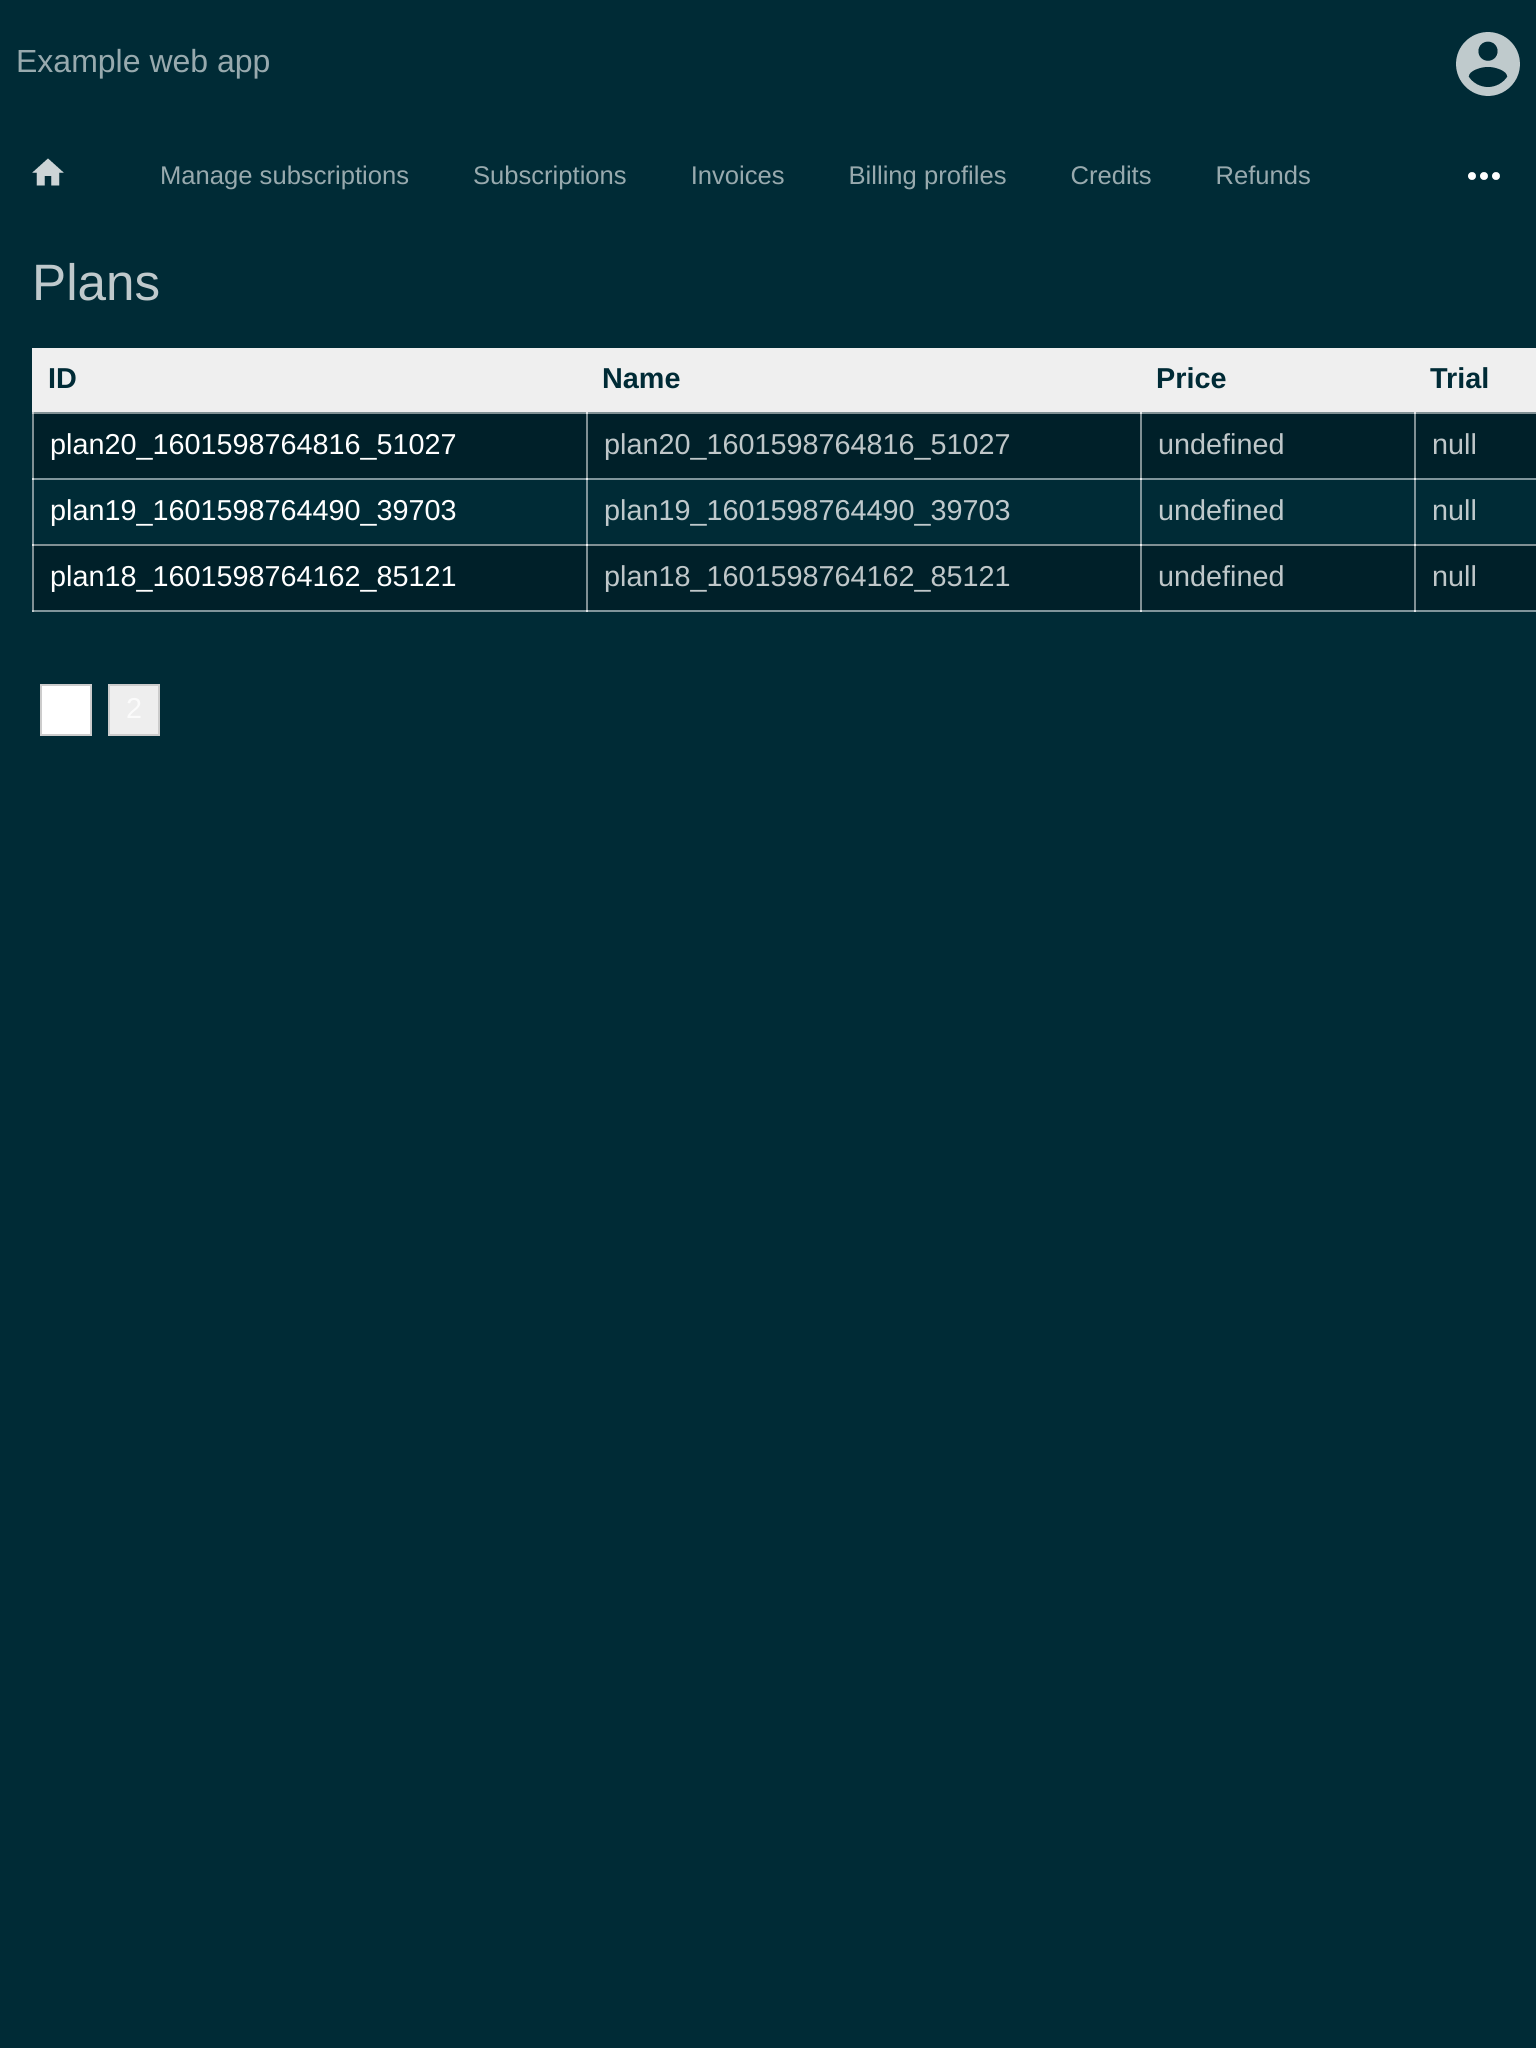 Example web app
Manage subscriptions Subscriptions Invoices Billing profiles Credits Refunds
Plans
ID Name Price Trial
plan20_1601598764816_51027 plan20_1601598764816_51027 undefined null
plan19_1601598764490_39703 plan19_1601598764490_39703 undefined null
plan18_1601598764162_85121 plan18_1601598764162_85121 undefined null
2